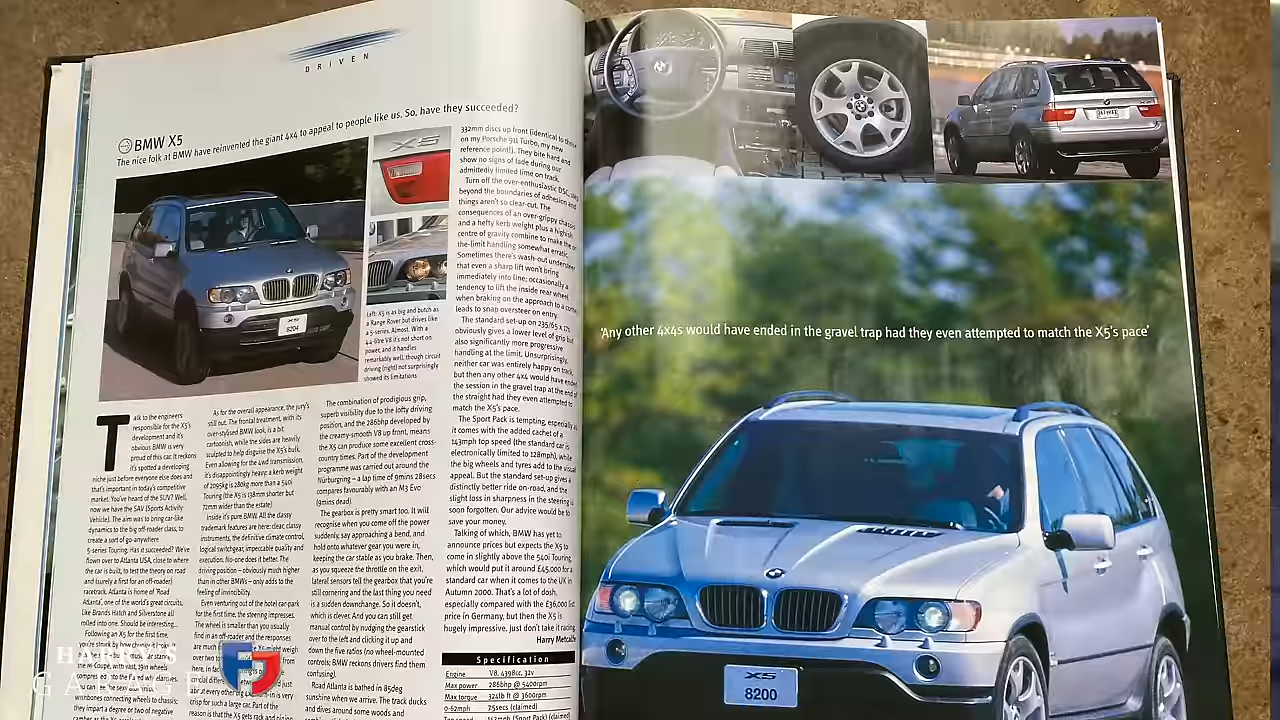 DRIVEN
BMW X5
The nice folk at BMW have reinvented the giant 4x4 to appeal to people like us. So, have they succeeded?
X5
8204
Left: X5 is as big and butch as
a Range Rover but drives like
a 5-series. Almost. With a
4.4-litre V8 it's not short on
power, and it handles
remarkably well, though circuit
driving (right) not surprisingly
showed its limitations
Talk to the engineers
responsible for the X5's
development and it's
obvious BMW is very
proud of this car. It reckons
it's spotted a developing
niche just before everyone else does and
that's important in today's competitive
market. You've heard of the SUV? Well,
now we have the SAV (Sports Activity
Vehicle). The aim was to bring car-like
dynamics to the big off-roader class, to
create a sort of go-anywhere
5-series Touring. Has it succeeded? We've
flown over to Atlanta USA, close to where
the car is built, to test the theory on road
and (surely a first for an off-roader)
racetrack. Atlanta is home of 'Road
Atlanta', one of the world's great circuits,
like Brands Hatch and Silverstone all
rolled into one. Should be interesting...
Following an X5 for the first time,
As for the overall appearance, the jury's
still out. The frontal treatment, with its
over-stylised BMW look, is a bit
cartoonish, while the sides are heavily
sculpted to help disguise the X5's bulk.
Even allowing for the 4wd transmission,
it's disappointingly heavy: a kerb weight
of 2095kg is 280kg more than a 540i
Touring (the X5 is 138mm shorter but
72mm wider than the estate)
Inside it's pure BMW. All the classy
trademark features are here: clear, classy
instruments, the definitive climate control,
logical switchgear, impeccable quality and
execution. No-one does it better. The
driving position – obviously much higher
than in other BMWs – only adds to the
feeling of invincibility.
Even venturing out of the hotel car-park
for the first time, the steering impresses.
The wheel is smaller than you usually
find in an off-roader and the responses
The combination of prodigious grip,
superb visibility due to the lofty driving
position, and the 286bhp developed by
the creamy-smooth V8 up front, means
the X5 can produce some excellent cross-
country times. Part of the development
programme was carried out around the
Nürburgring – a lap time of 9mins 28secs
compares favourably with an M3 Evo
(9mins dead).
The gearbox is pretty smart too. It will
recognise when you come off the power
suddenly, say approaching a bend, and
hold onto whatever gear you were in,
keeping the car stable as you brake. Then,
as you squeeze the throttle on the exit,
lateral sensors tell the gearbox that you're
still cornering and the last thing you need
is a sudden downchange. So it doesn't,
which is clever. And you can still get
manual control by nudging the gearstick
over to the left and clicking it up and
down the five ratios (no wheel-mounted
controls; BMW reckons drivers find them
confusing).
Road Atlanta is bathed in 85deg
sunshine when we arrive. The track ducks
and dives around some woods and
332mm discs up front (identical to those
on my Porsche 911 Turbo, my new
reference point!). They bite hard and
show no signs of fade during our
admittedly limited time on track.
Turn off the over-enthusiastic DSC,
beyond the boundaries of adhesion and
things aren't so clear-cut. The
consequences of an over-grippy chassis
and a hefty kerb weight plus a highish
centre of gravity combine to make the on-
the-limit handling somewhat erratic.
Sometimes there's wash-out understeer
that even a sharp lift won't bring
immediately into line; occasionally a
tendency to lift the inside rear wheel
when braking on the approach to a corner
leads to snap oversteer on entry.
The standard set-up on 235/65 x 17s
obviously gives a lower level of grip but
also significantly more progressive
handling at the limit. Unsurprisingly,
neither car was entirely happy on track,
but then any other 4x4 would have ended
the session in the gravel trap at the end of
the straight had they even attempted to
match the X5's pace.
The Sport Pack is tempting, especially as
it comes with the added cachet of a
143mph top speed (the standard car is
electronically limited to 128mph), while
the big wheels and tyres add to the visual
appeal. But the standard set-up gives a
distinctly better ride on-road, and the
slight loss in sharpness in the steering is
soon forgotten. Our advice would be to
save your money.
Talking of which, BMW has yet to
announce prices but expects the X5 to
come in slightly above the 540i Touring,
which would put it around £45,000 for a
standard car when it comes to the UK in
Autumn 2000. That's a lot of dosh,
especially compared with the £36,000 list
price in Germany, but then the X5 is
hugely impressive. Just don't take it racing.
Harry Metcalfe
Specification
Engine V8, 4398cc, 32v
Max power 286bhp @ 5400rpm
Max torque 324lb ft @ 3600rpm
0-62mph 7.5secs (claimed)
'Any other 4x4s would have ended in the gravel trap had they even attempted to match the X5's pace'
X5
8200
HARRY'S
GARAGE